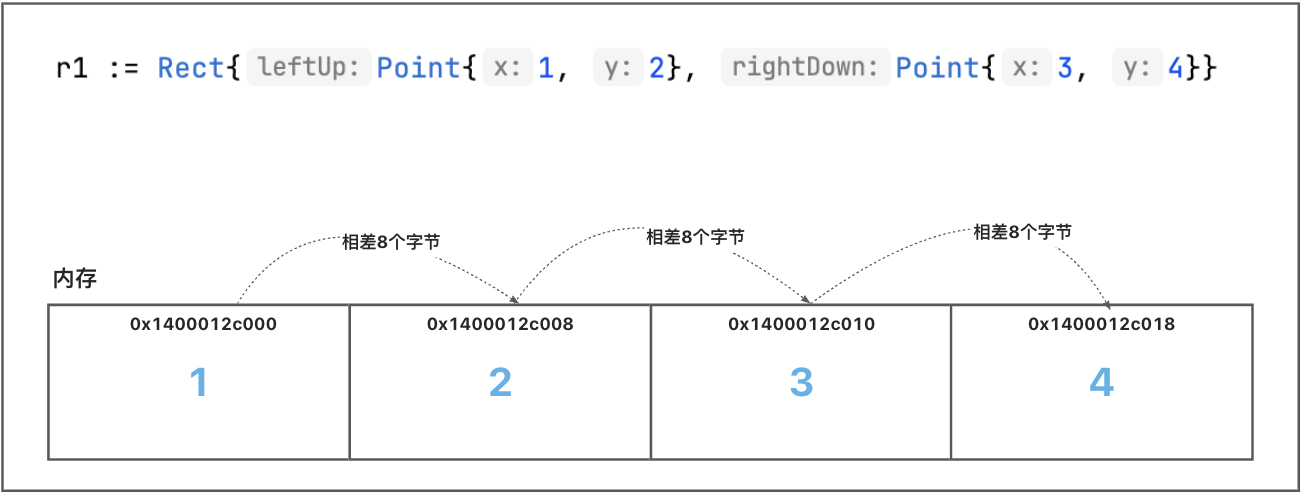 r1 := Rect{ leftUp: Point{ x: 1, y: 2}, rightDown: Point{ x: 3, y: 4}}
相差8个字节 相差8个字节 相差8个字节
内存
0x1400012c000 0x1400012c008 0x1400012c010 0x1400012c018
1 2 3 4